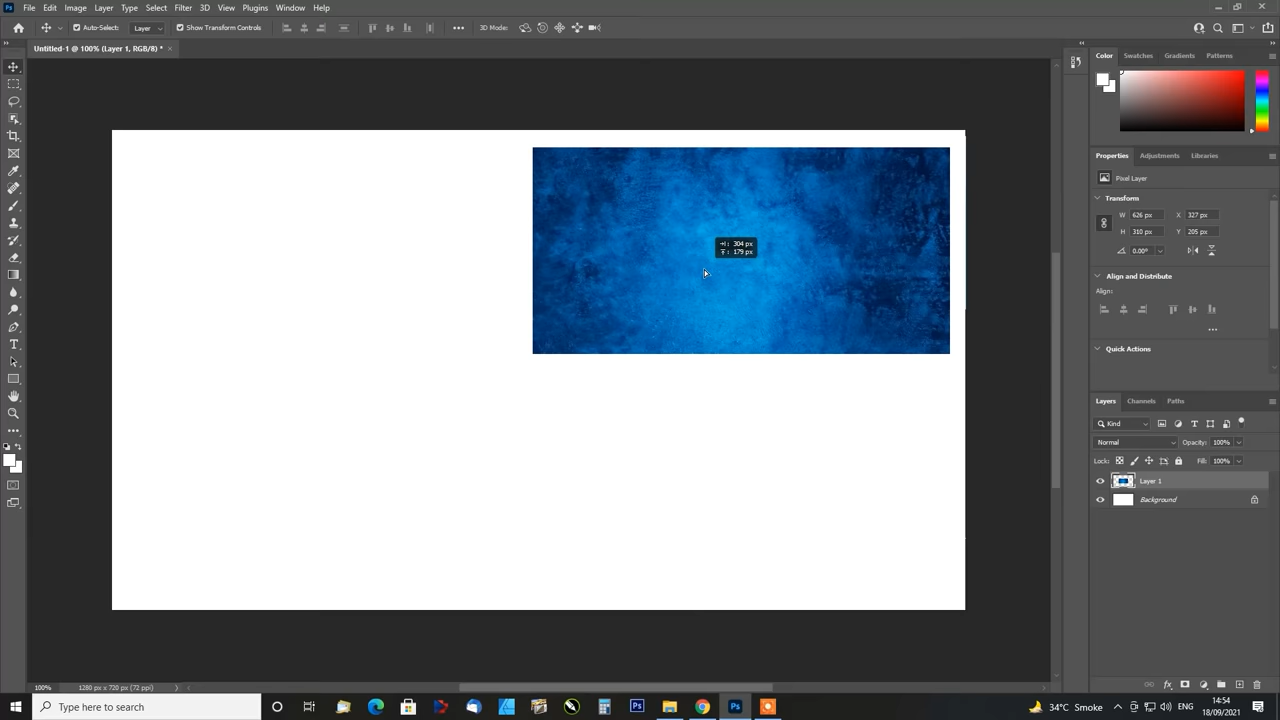 Ps File Edit Image Layer Type Select Filter 3D View Plugins Window Help
Auto-Select: Layer Show Transform Controls 3D Mode:
Untitled-1 @ 100% (Layer 1, RGB/8) * ×
Color Swatches Gradients Patterns
Properties Adjustments Libraries
Pixel Layer
Transform
W 626 px X 327 px
H 310 px Y 205 px
0.00°
Align and Distribute
Align:
Quick Actions
304 px
179 px
Layers Channels Paths
Kind
Normal Opacity: 100%
Lock: Fill: 100%
Layer 1
Background
100% 1280 px x 720 px (72 ppi)
Type here to search
34°C Smoke ENG 14:54
18/09/2021